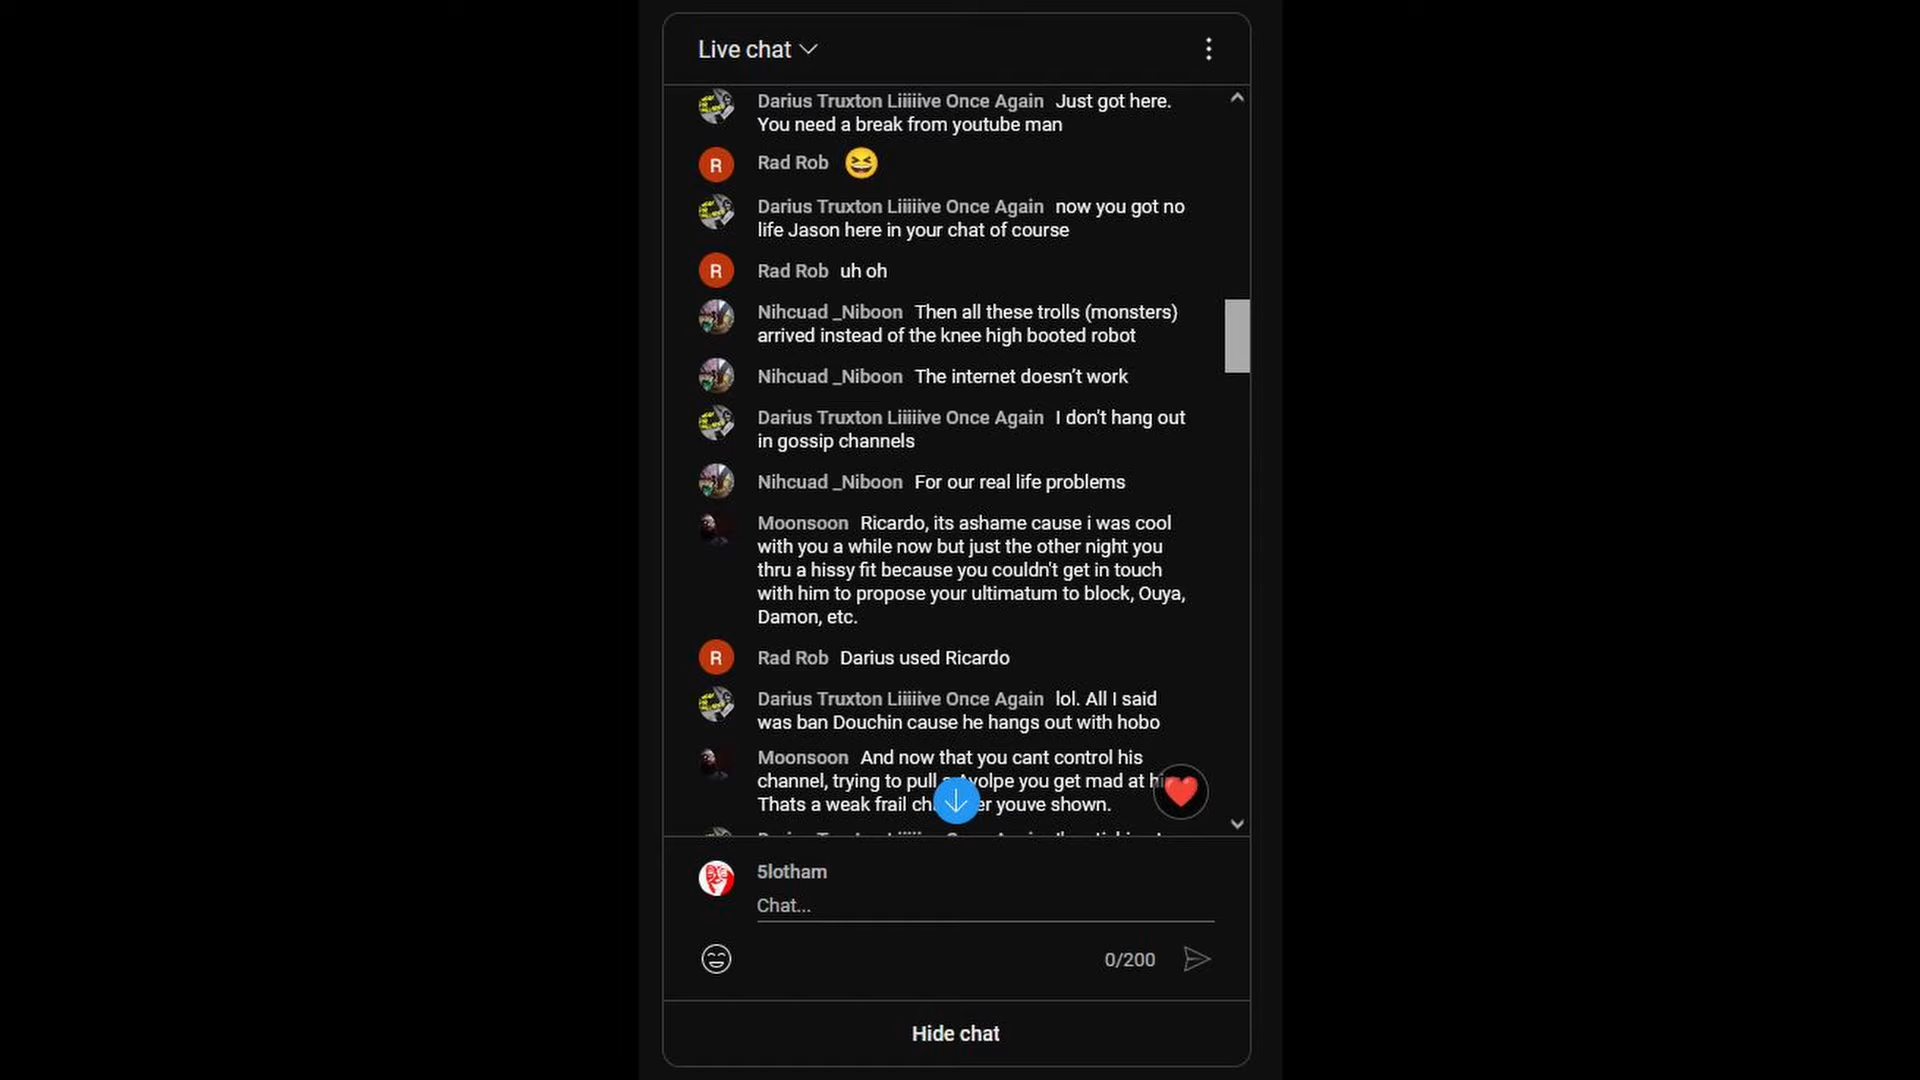 Live chat
Darius Truxton Liiiiive Once Again Just got here.
You need a break from youtube man
R Rad Rob
Darius Truxton Liiiiive Once Again now you got no
life Jason here in your chat of course
R Rad Rob uh oh
Nihcuad _Niboon Then all these trolls (monsters)
arrived instead of the knee high booted robot
Nihcuad _Niboon The internet doesn’t work
Darius Truxton Liiiiive Once Again I don't hang out
in gossip channels
Nihcuad _Niboon For our real life problems
Moonsoon Ricardo, its ashame cause i was cool
with you a while now but just the other night you
thru a hissy fit because you couldn't get in touch
with him to propose your ultimatum to block, Ouya,
Damon, etc.
R Rad Rob Darius used Ricardo
Darius Truxton Liiiiive Once Again lol. All I said
was ban Douchin cause he hangs out with hobo
Moonsoon And now that you cant control his
channel, trying to pull you get mad at
Thats a weak frail youve shown.
5lotham
Chat...
0/200
Hide chat